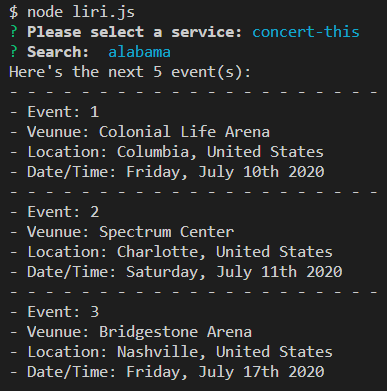 $ node liri.js
? Please select a service: concert-this
? Search:  alabama
Here's the next 5 event(s):
- - - - - - - - - - - - - - - - - - - - - - -
- Event: 1
- Veunue: Colonial Life Arena
- Location: Columbia, United States
- Date/Time: Friday, July 10th 2020
- - - - - - - - - - - - - - - - - - - - - - -
- Event: 2
- Veunue: Spectrum Center
- Location: Charlotte, United States
- Date/Time: Saturday, July 11th 2020
- - - - - - - - - - - - - - - - - - - - - - -
- Event: 3
- Veunue: Bridgestone Arena
- Location: Nashville, United States
- Date/Time: Friday, July 17th 2020